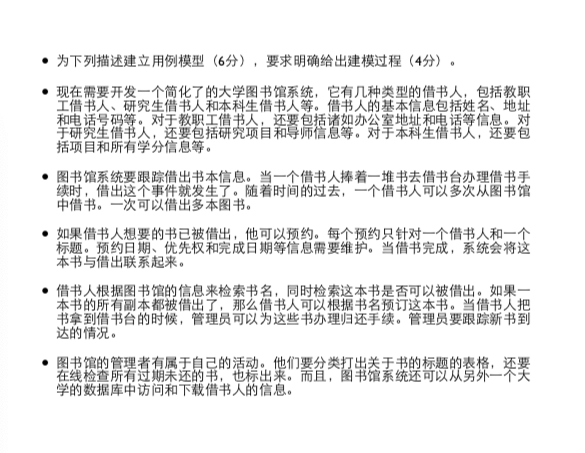 • 为下列描述建立用例模型（6分），要求明确给出建模过程（4分）。
• 现在需要开发一个简化了的大学图书馆系统，它有几种类型的借书人，包括教职
工借书人、研究生借书人和本科生借书人等。借书人的基本信息包括姓名、地址
和电话号码等。对于教职工借书人，还要包括诸如办公室地址和电话等信息。对
于研究生借书人，还要包括研究项目和导师信息等。对于本科生借书人，还要包
括项目和所有学分信息等。
• 图书馆系统要跟踪借出书本信息。当一个借书人捧着一堆书去借书台办理借书手
续时，借出这个事件就发生了。随着时间的过去，一个借书人可以多次从图书馆
中借书。一次可以借出多本图书。
• 如果借书人想要的书已被借出，他可以预约。每个预约只针对一个借书人和一个
标题。预约日期、优先权和完成日期等信息需要维护。当借书完成，系统会将这
本书与借出联系起来。
• 借书人根据图书馆的信息来检索书名，同时检索这本书是否可以被借出。如果一
本书的所有副本都被借出了，那么借书人可以根据书名预订这本书。当借书人把
书拿到借书台的时候，管理员可以为这些书办理归还手续。管理员要跟踪新书到
达的情况。
• 图书馆的管理者有属于自己的活动。他们要分类打出关于书的标题的表格，还要
在线检查所有过期未还的书，也标出来。而且，图书馆系统还可以从另外一个大
学的数据库中访问和下载借书人的信息。